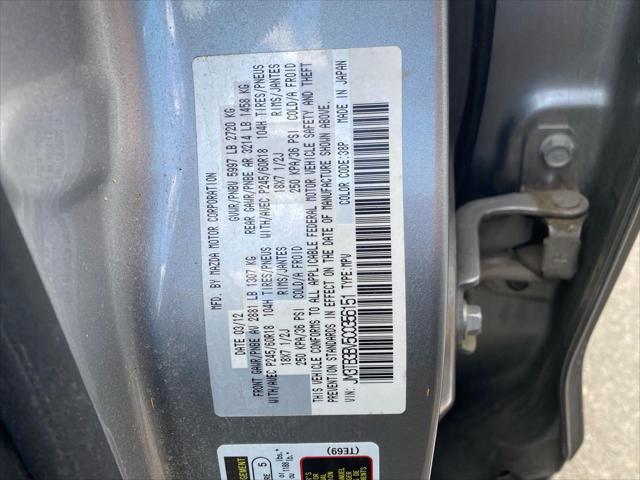 MFD. BY MAZDA MOTOR CORPORATION
DATE 03/12 GVWR/PNBV 5997 LB 2720 KG
FRONT GAWR/PNBE AV 2881 LB 1307 KG REAR GAWR/PNBE AR 3214 LB 1458 KG
WITH/AVEC P245/60R18 104H TIRES/PNEUS WITH/AVEC P245/60R18 104H TIRES/PNEUS
18X7 1/2J RIMS/JANTES 18X7 1/2J RIMS/JANTES
250 KPA/36 PSI COLD/A FROID 250 KPA/36 PSI COLD/A FROID
THIS VEHICLE CONFORMS TO ALL APPLICABLE FEDERAL MOTOR VEHICLE SAFETY AND THEFT
PREVENTION STANDARDS IN EFFECT ON THE DATE OF MANUFACTURE SHOWN ABOVE.
VIN: JM3TB3BV5C0356151 TYPE:MPV COLOR CODE:38P MADE IN JAPAN
5
lbs.*
ou
(TE69)